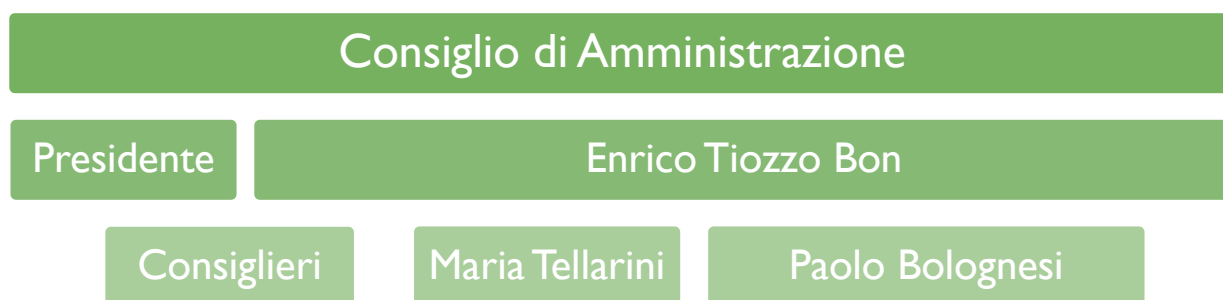 Consiglio di Amministrazione
Presidente Enrico Tiozzo Bon
Consiglieri Maria Tellarini Paolo Bolognesi